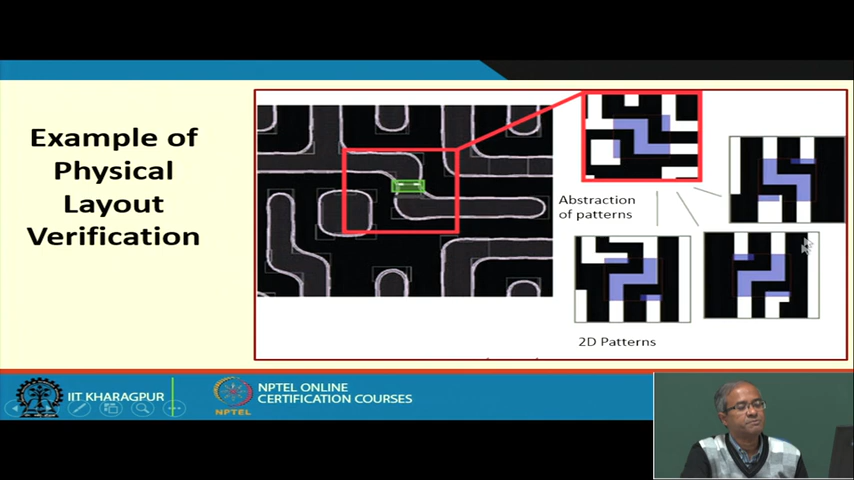 Example of
Physical
Layout
Verification
Abstraction
of patterns
2D Patterns
IIT KHARAGPUR
NPTEL
NPTEL ONLINE
CERTIFICATION COURSES